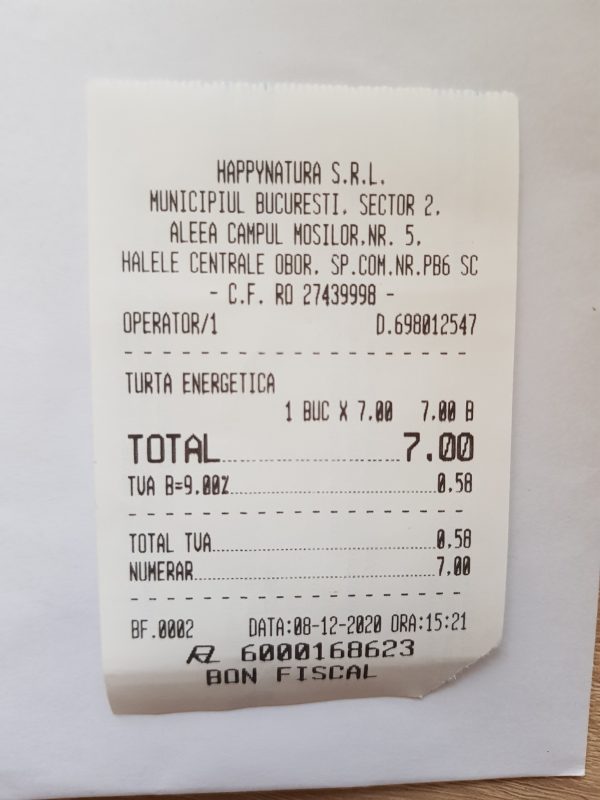 HAPPYNATURA S.R.L.
MUNICIPIUL BUCURESTI, SECTOR 2,
ALEEA CAMPUL MOSILOR,NR. 5,
HALELE CENTRALE OBOR, SP.COM.NR.PB6 SC
- C.F. RO 27439998 -
OPERATOR/1 D.698012547
TURTA ENERGETICA
1 BUC X 7.00 7.00 B
TOTAL 7.00
TVA B=9.00% 0.58
TOTAL TVA 0.58
NUMERAR 7.00
BF.0002 DATA:08-12-2020 ORA:15:21
6000168623
BON FISCAL